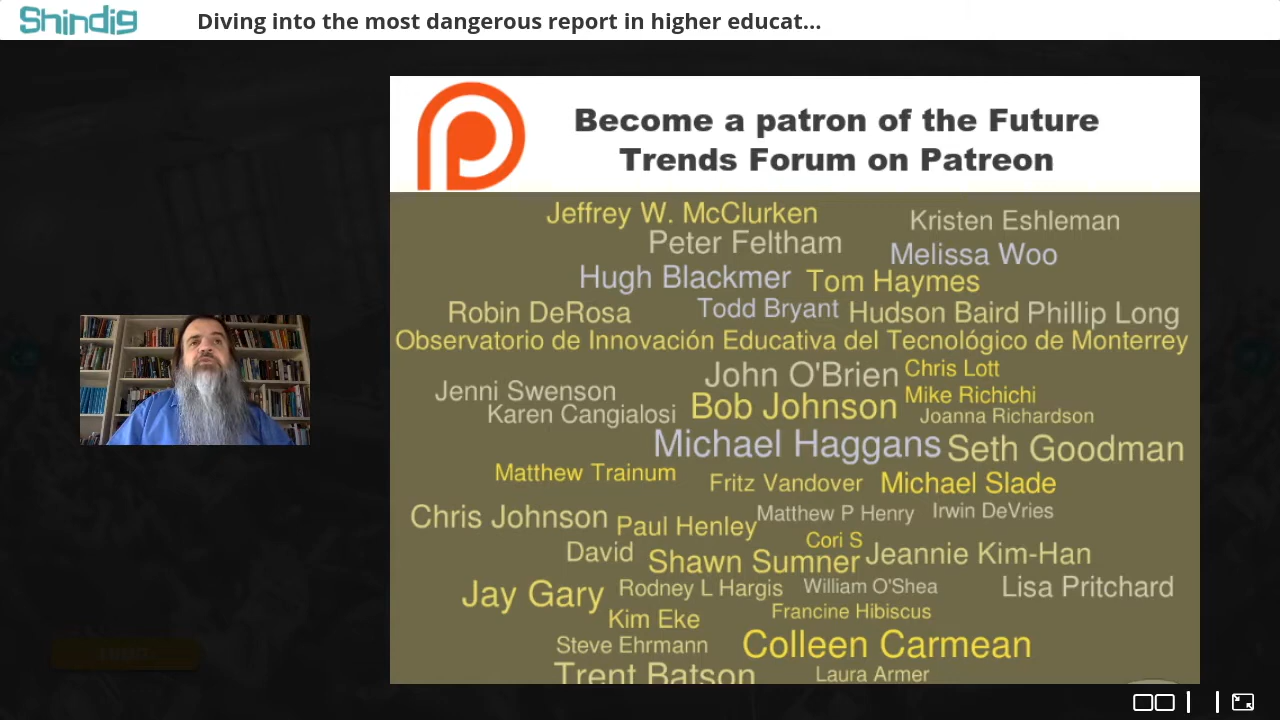 Shindig
Diving into the most dangerous report in higher educat...
Become a patron of the Future
Trends Forum on Patreon
Jeffrey W. McClurken
Kristen Eshleman
Peter Feltham
Melissa Woo
Hugh Blackmer
Tom Haymes
Robin DeRosa
Todd Bryant
Hudson Baird
Phillip Long
Observatorio de Innovación Educativa del Tecnológico de Monterrey
John O'Brien
Chris Lott
Jenni Swenson
Mike Richichi
Karen Cangialosi
Bob Johnson
Joanna Richardson
Michael Haggans
Seth Goodman
Matthew Trainum
Fritz Vandover
Michael Slade
Chris Johnson
Paul Henley
Matthew P Henry
Irwin DeVries
Cori S
David
Shawn Sumner
Jeannie Kim-Han
Jay Gary
Rodney L Hargis
William O'Shea
Lisa Pritchard
Kim Eke
Francine Hibiscus
Steve Ehrmann
Colleen Carmean
Trent Batson
Laura Armer